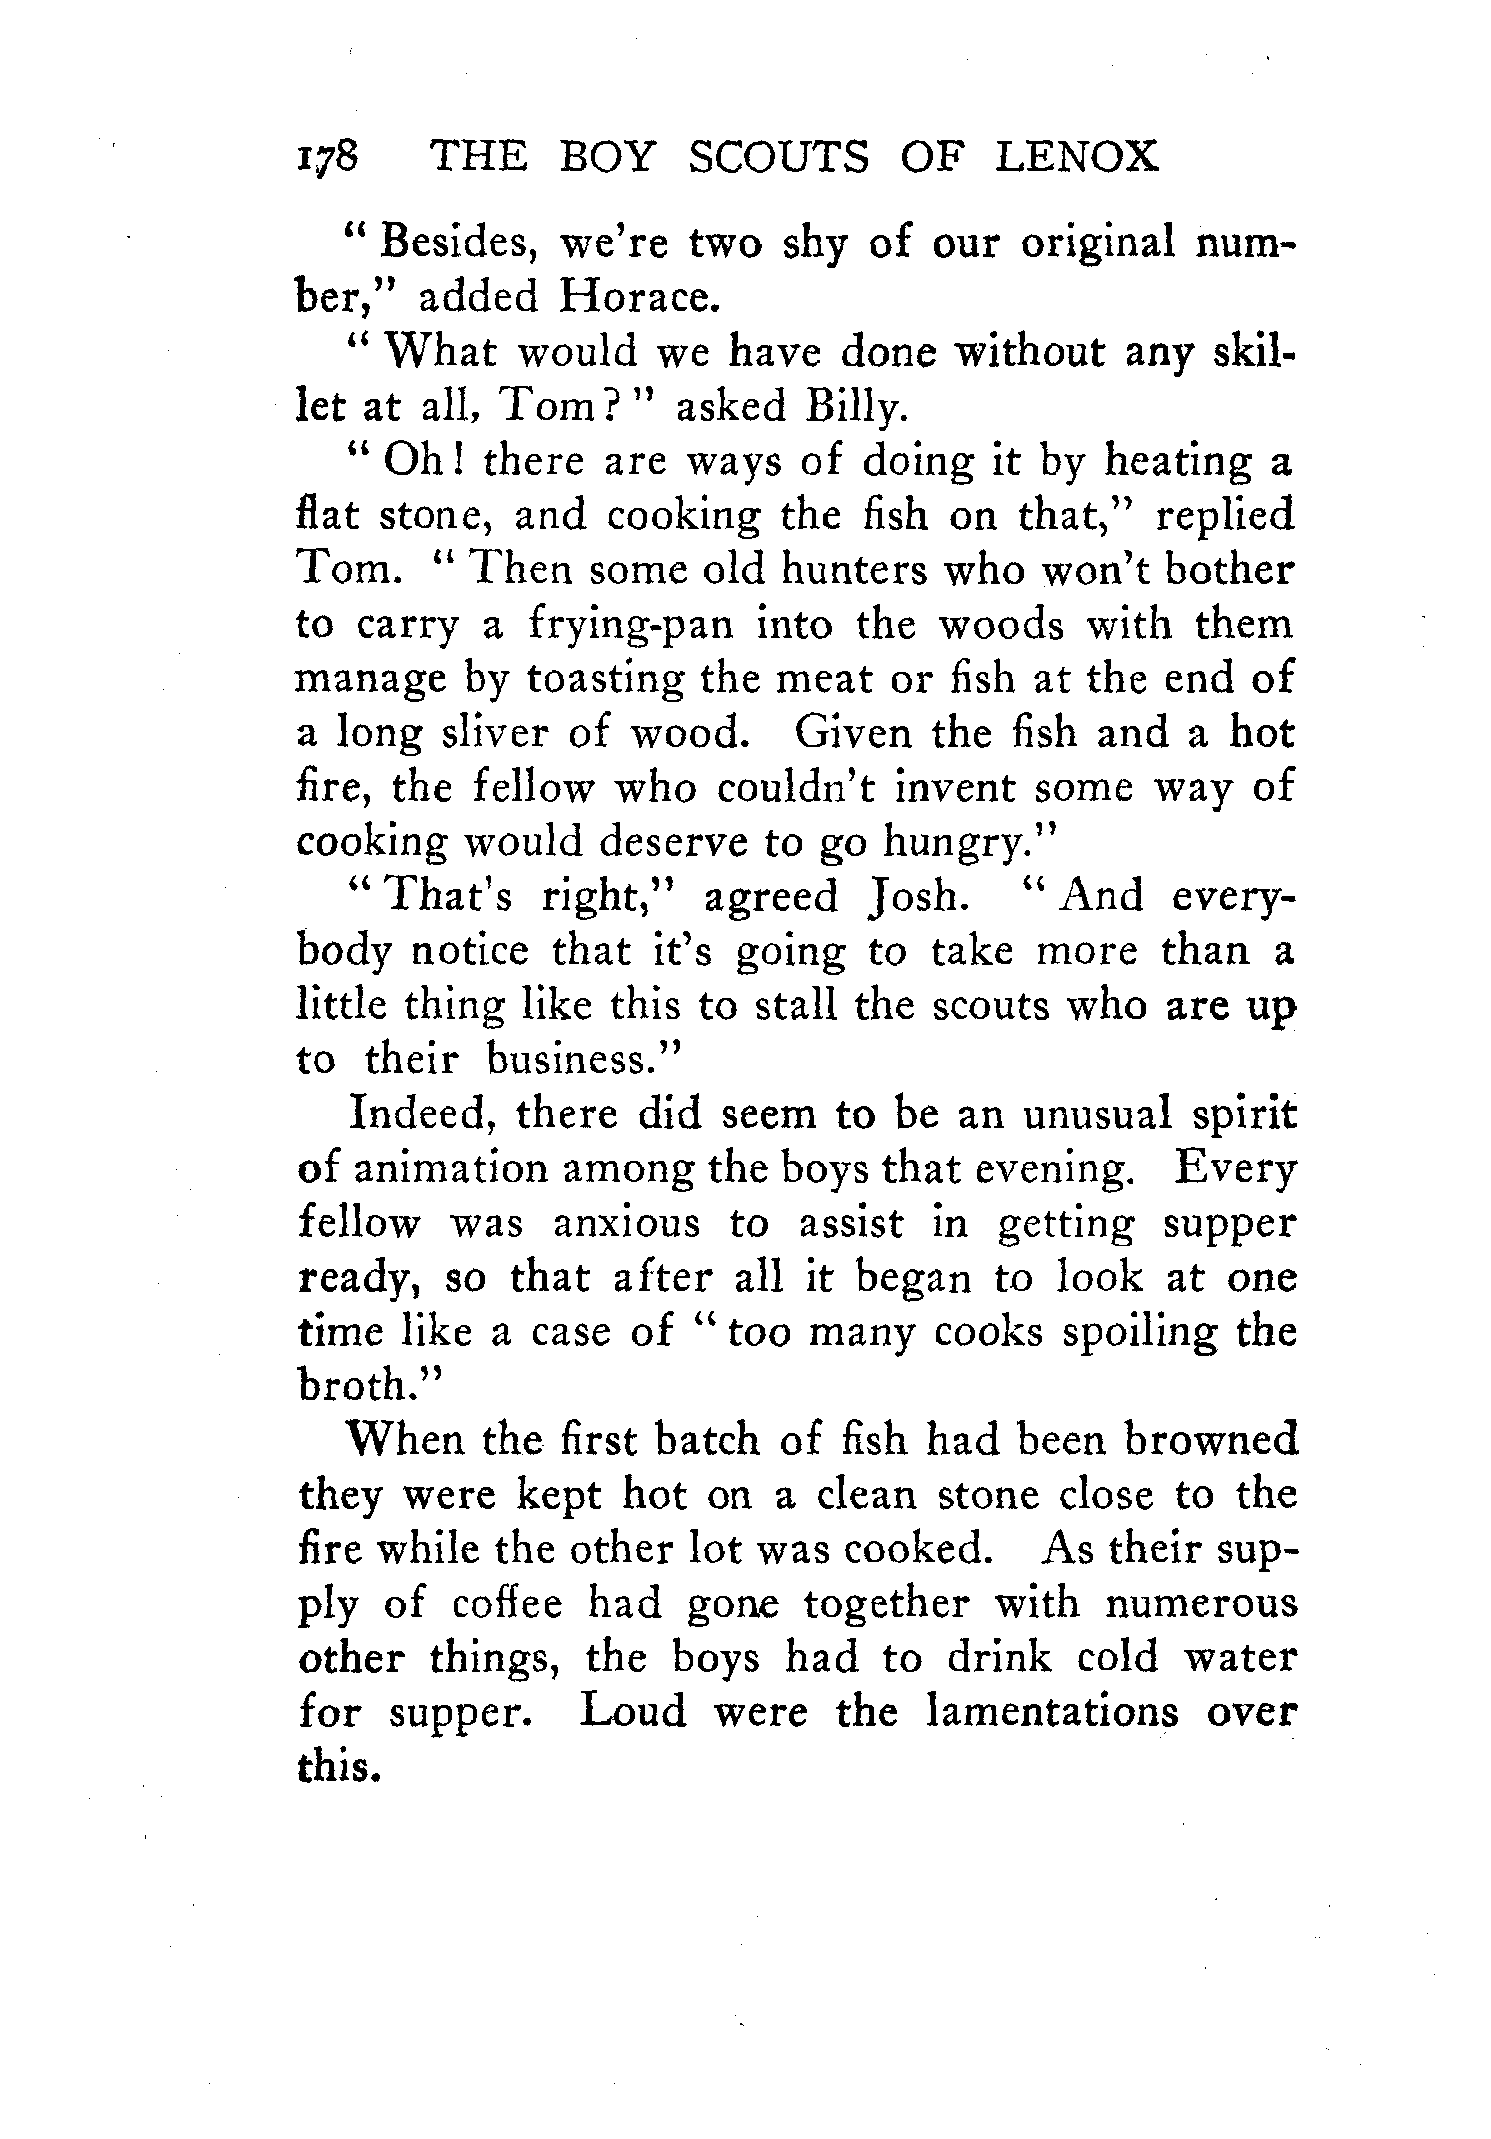 178 THE BOY SCOUTS OF LENOX
" Besides, we're two shy of our original num-
ber," added Horace.
" What would we have done without any skil-
let at all, Tom? " asked Billy.
" Oh! there are ways of doing it by heating a
flat stone, and cooking the fish on that," replied
Tom. " Then some old hunters who won't bother
to carry a frying-pan into the woods with them
manage by toasting the meat or fish at the end of
a long sliver of wood. Given the fish and a hot
fire, the fellow who couldn't invent some way of
cooking would deserve to go hungry."
" That's right," agreed Josh. " And every-
body notice that it's going to take more than a
little thing like this to stall the scouts who are up
to their business."
Indeed, there did seem to be an unusual spirit
of animation among the boys that evening. Every
fellow was anxious to assist in getting supper
ready, so that after all it began to look at one
time like a case of " too many cooks spoiling the
broth."
When the first batch of fish had been browned
they were kept hot on a clean stone close to the
fire while the other lot was cooked. As their sup-
ply of coffee had gone together with numerous
other things, the boys had to drink cold water
for supper. Loud were the lamentations over
this.